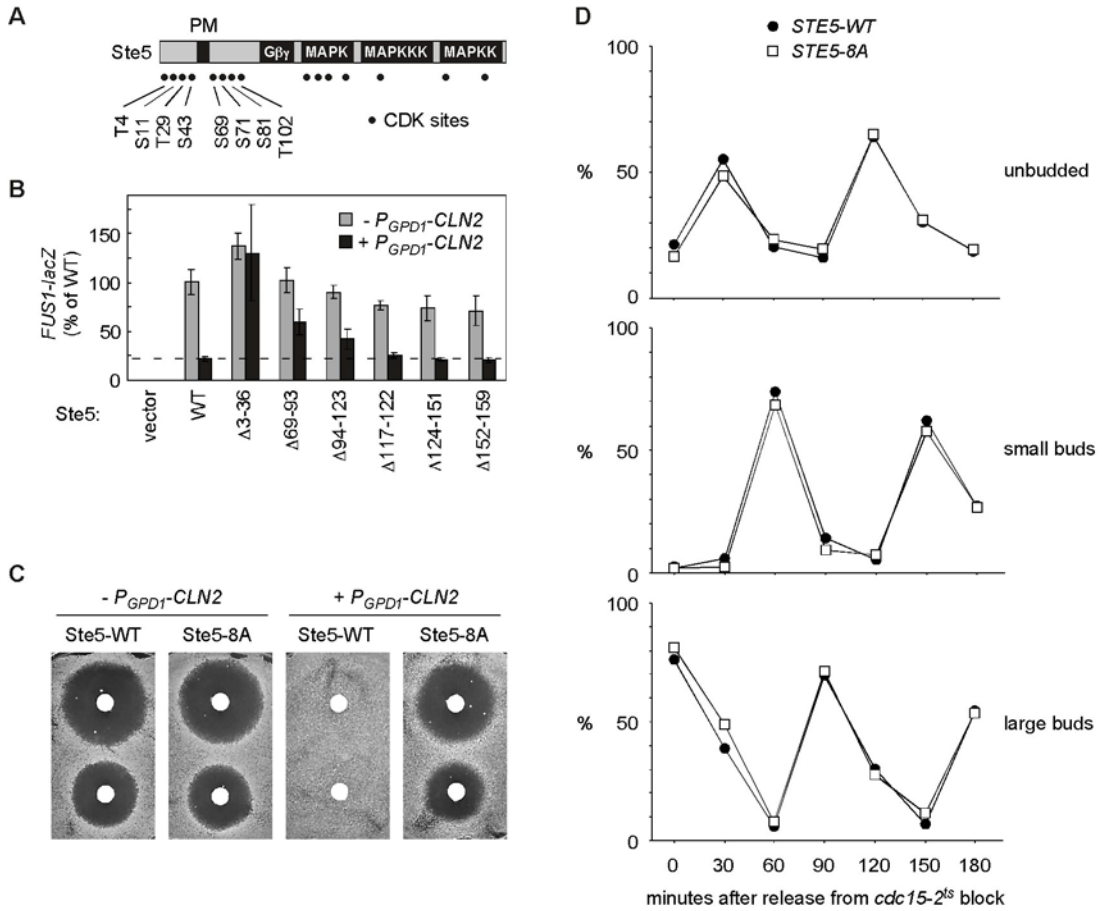 A
PM
Ste5
Gβγ
MAPK
MAPKKK
MAPKK
T4
S11
T29
S43
S69
S71
S81
T102
• CDK sites
B
FUS1-lacZ
(% of WT)
150
100
50
0
- P_GPD1-CLN2
+ P_GPD1-CLN2
Ste5:
vector
WT
Δ3-36
Δ69-93
Δ94-123
Δ117-122
Δ124-151
Δ152-159
C
- P_GPD1-CLN2
+ P_GPD1-CLN2
Ste5-WT
Ste5-8A
Ste5-WT
Ste5-8A
D
STE5-WT
STE5-8A
100
% 50
0
unbudded
100
% 50
0
small buds
100
% 50
0
large buds
0 30 60 90 120 150 180
minutes after release from cdc15-2ts block